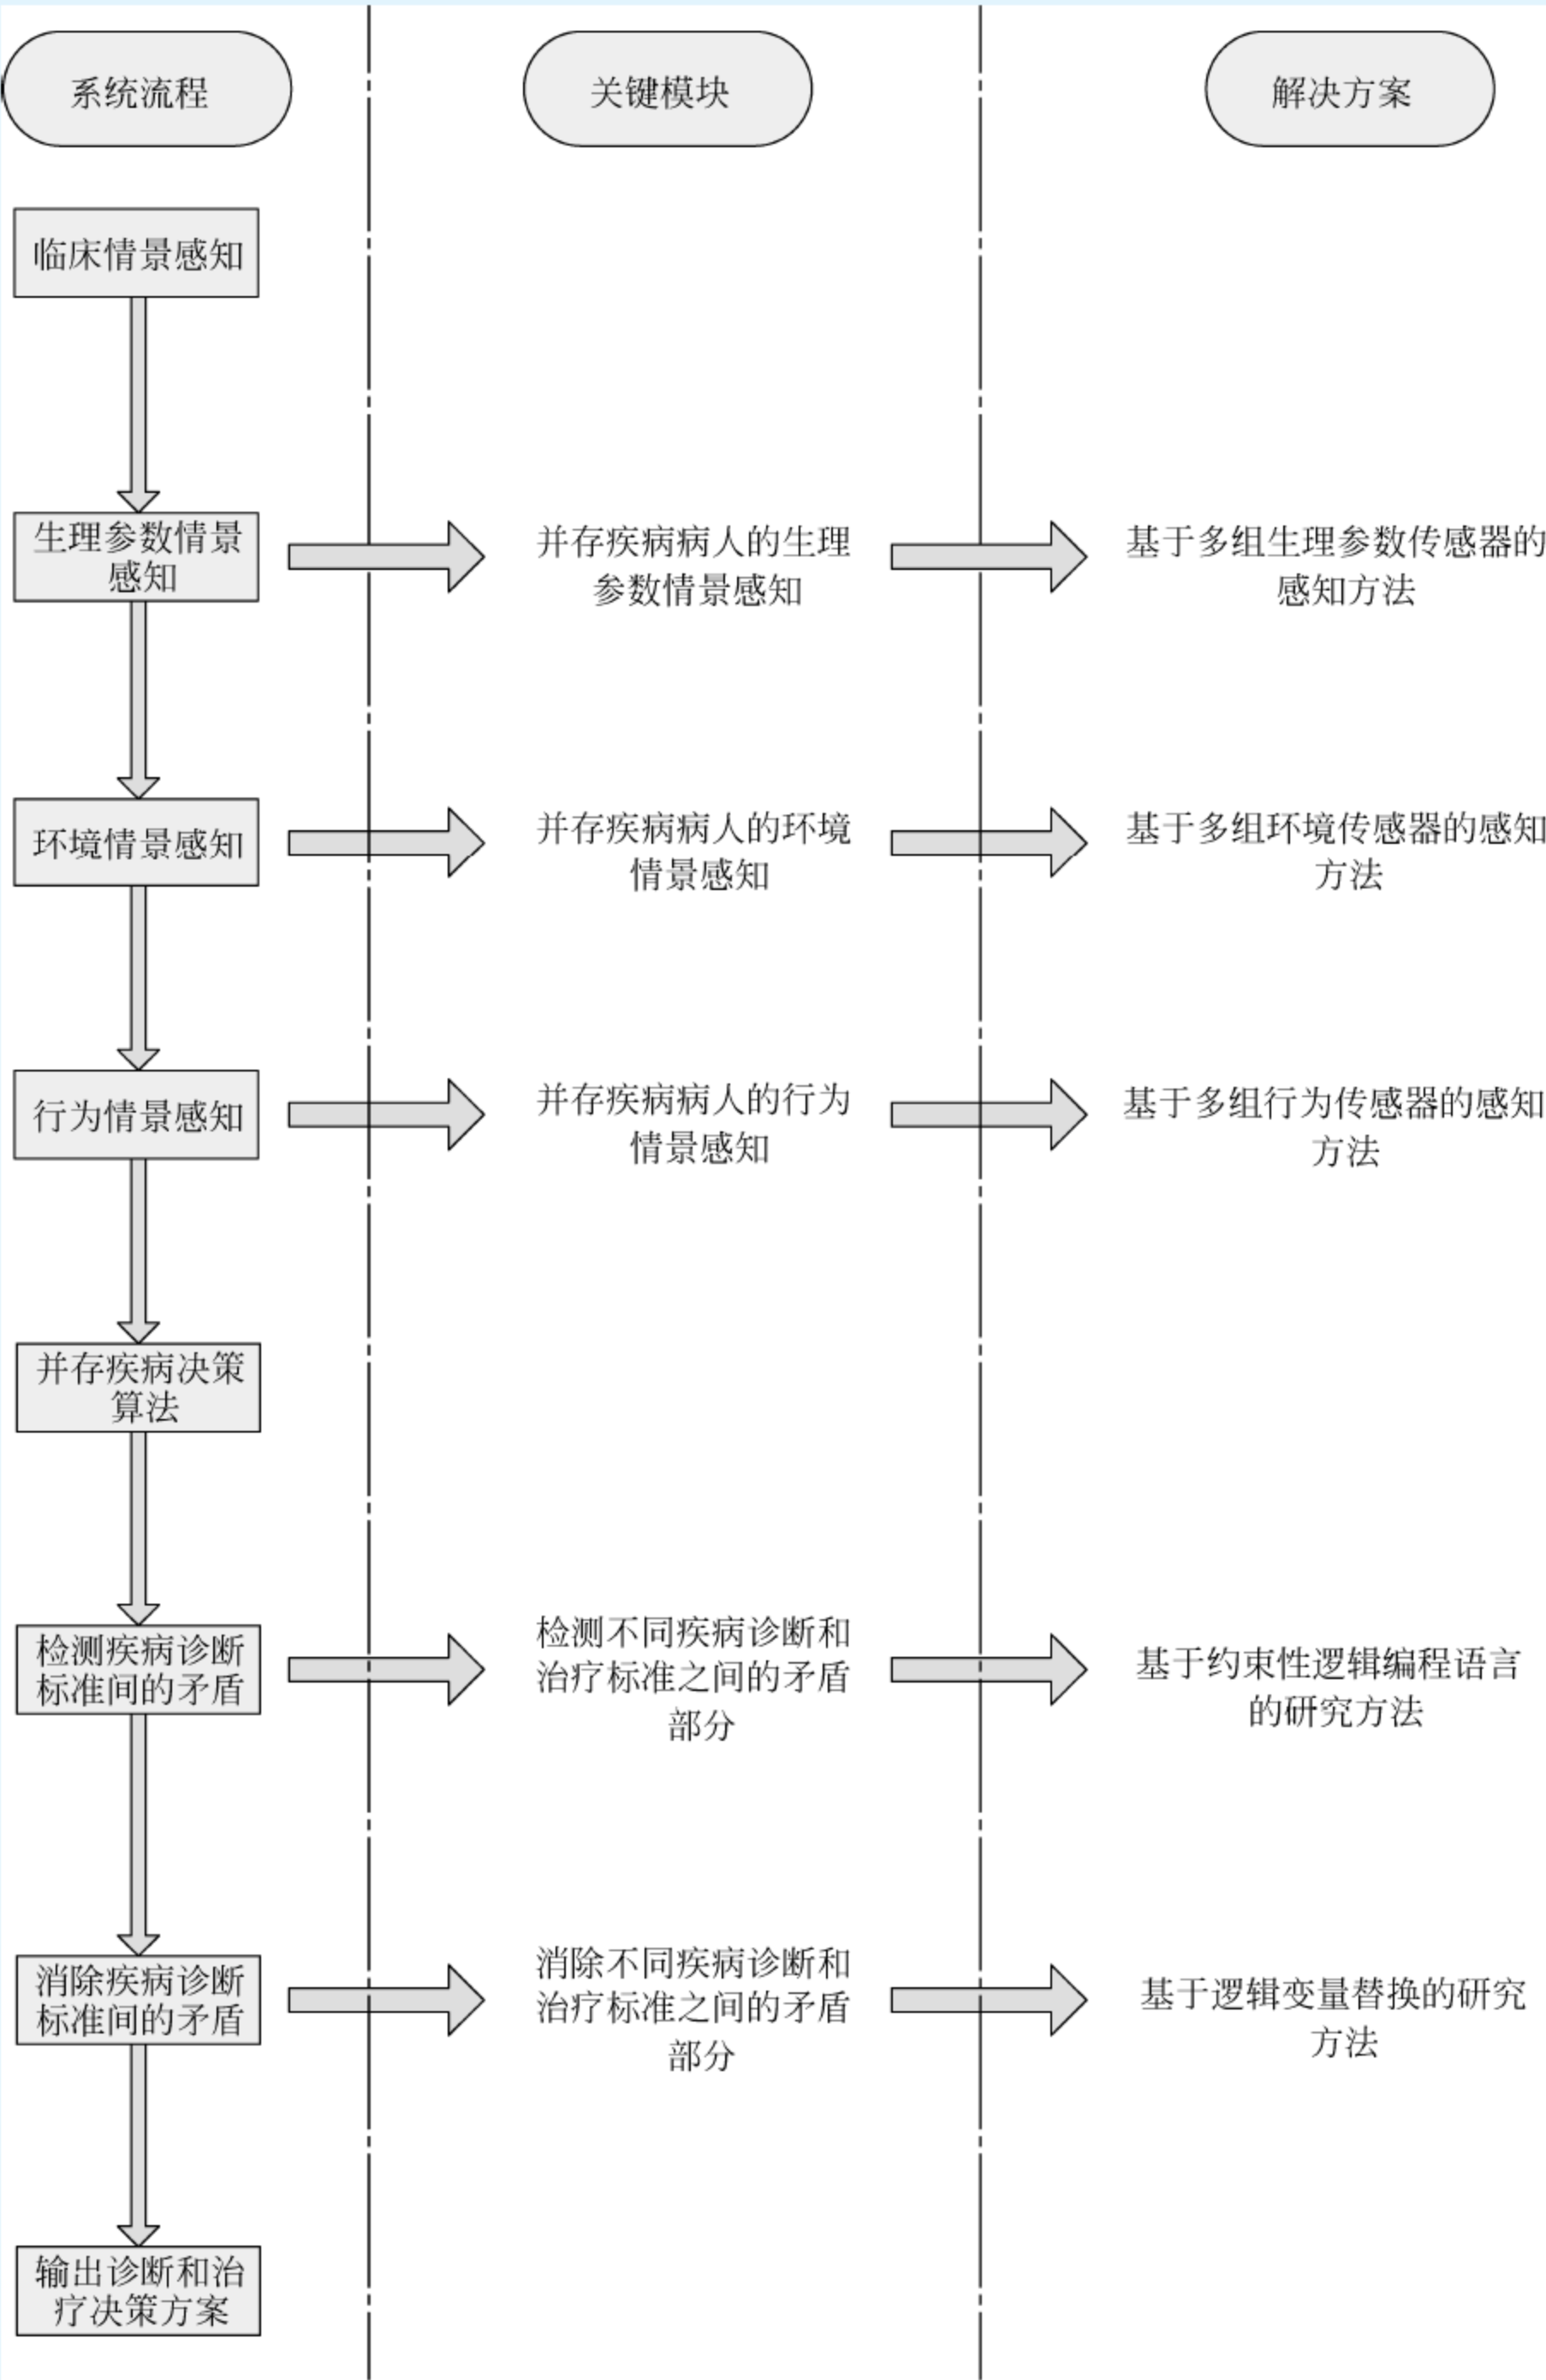 系统流程
关键模块
解决方案
临床情景感知
生理参数情景
感知
并存疾病病人的生理
参数情景感知
基于多组生理参数传感器的
感知方法
环境情景感知
并存疾病病人的环境
情景感知
基于多组环境传感器的感知
方法
行为情景感知
并存疾病病人的行为
情景感知
基于多组行为传感器的感知
方法
并存疾病决策
算法
检测疾病诊断
标准间的矛盾
检测不同疾病诊断和
治疗标准之间的矛盾
部分
基于约束性逻辑编程语言
的研究方法
消除疾病诊断
标准间的矛盾
消除不同疾病诊断和
治疗标准之间的矛盾
部分
基于逻辑变量替换的研究
方法
输出诊断和治
疗决策方案